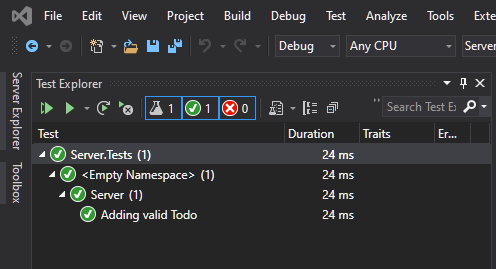 File Edit View Git Project Build
Debug Test Analyze Tools Exte
Debug Any CPU Server
Server Explorer
Toolbox
Test Explorer
1 1 0
Search Test Ex
Test Duration Traits Er...
Server.Tests (1) 24 ms
<Empty Namespace> (1) 24 ms
Server (1) 24 ms
Adding valid Todo 24 ms